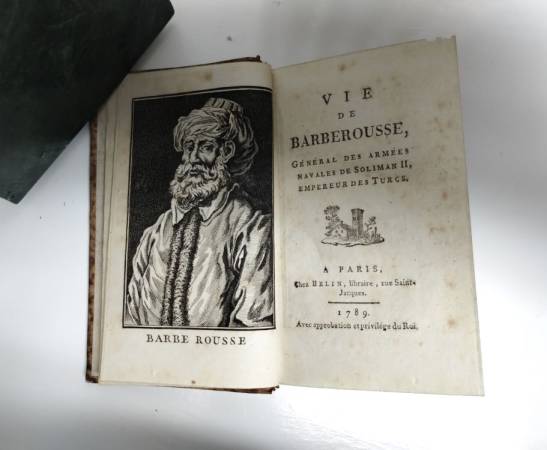 BARBE ROUSSE
VIE
DE
BARBEROUSSE,
GÉNÉRAL DES ARMÉES
NAVALES DE SOLIMAN II,
EMPEREUR DES TURCS.
A PARIS,
Chez BELIN, libraire, rue Saint-
Jacques.
1789.
Avec approbation et privilège du Roi.